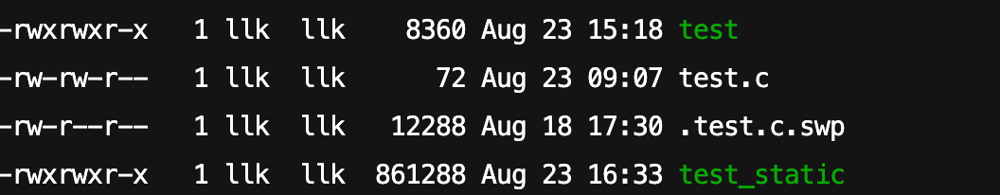 -rwxrwxr-x   1 llk  llk    8360 Aug 23 15:18 test
-rw-rw-r--   1 llk  llk      72 Aug 23 09:07 test.c
-rw-r--r--   1 llk  llk   12288 Aug 18 17:30 .test.c.swp
-rwxrwxr-x   1 llk  llk  861288 Aug 23 16:33 test_static